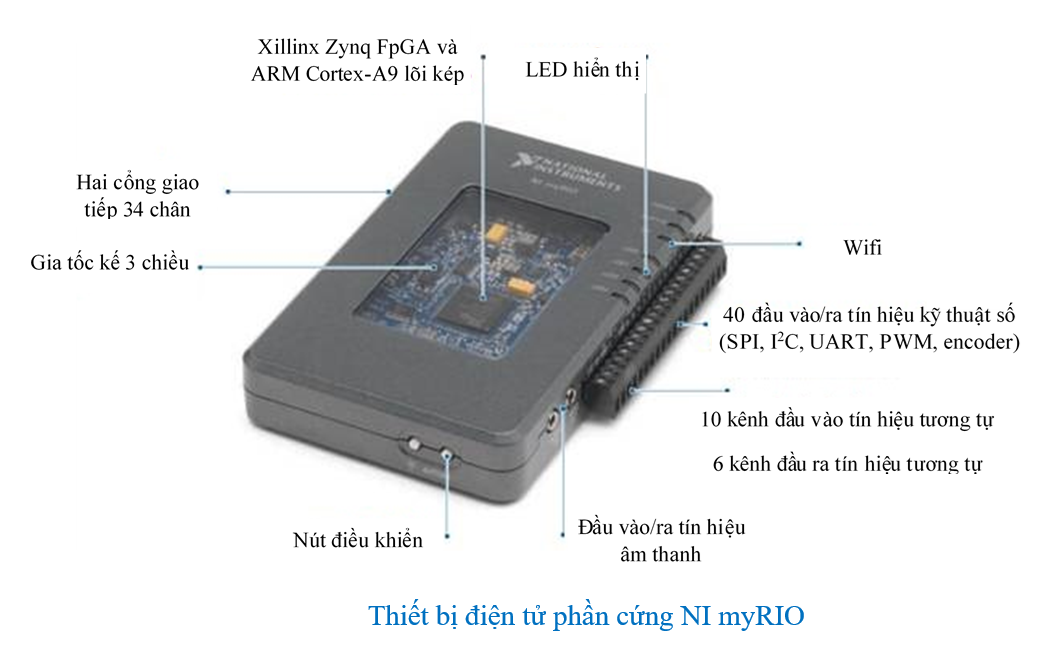 Xillinx Zynq FpGA và
ARM Cortex-A9 lõi kép
LED hiển thị
NATIONAL
INSTRUMENTS
NI myRIO
Hai cổng giao
tiếp 34 chân
Wifi
Gia tốc kế 3 chiều
40 đầu vào/ra tín hiệu kỹ thuật số
(SPI, I²C, UART, PWM, encoder)
10 kênh đầu vào tín hiệu tương tự
6 kênh đầu ra tín hiệu tương tự
Nút điều khiển
Đầu vào/ra tín hiệu
âm thanh
Thiết bị điện tử phần cứng NI myRIO